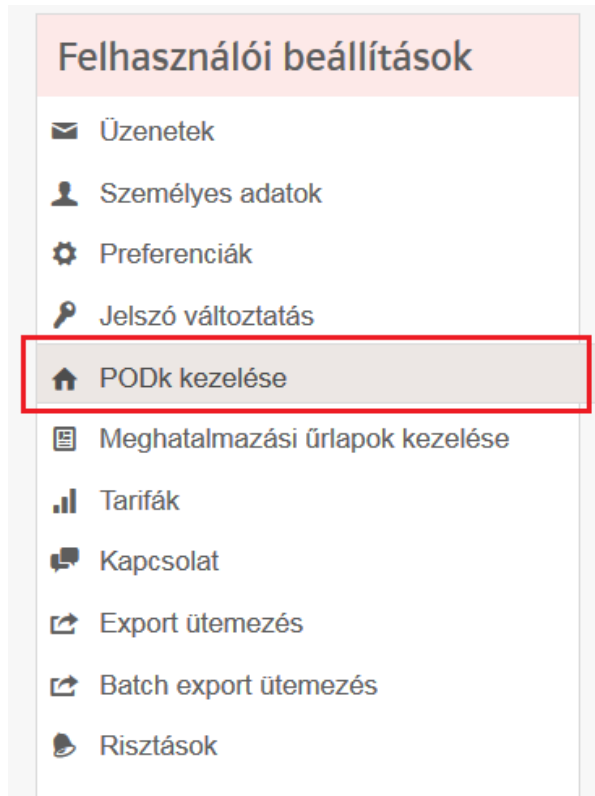 Felhasználói beállítások
Üzenetek
Személyes adatok
Preferenciák
Jelszó változtatás
PODk kezelése
Meghatalmazási űrlapok kezelése
Tarifák
Kapcsolat
Export ütemezés
Batch export ütemezés
Risztások